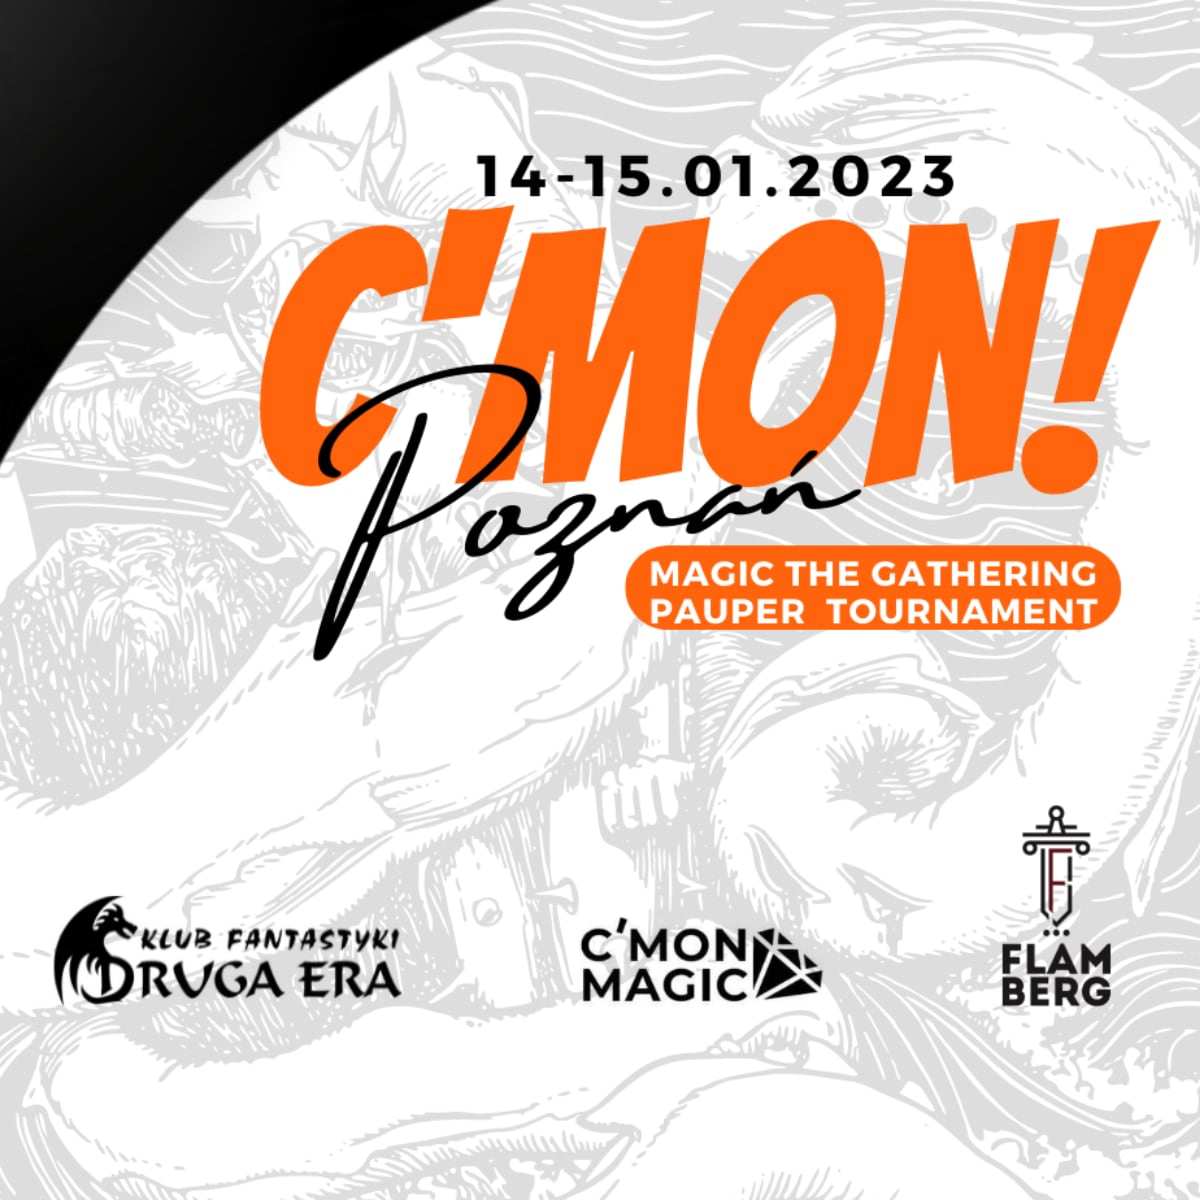 14-15.01.2023
C'MON!
Poznań
MAGIC THE GATHERING
PAUPER TOURNAMENT
KLUB FANTASTYKI
DRUGA ERA
C'MON
MAGIC
FLAM
BERG